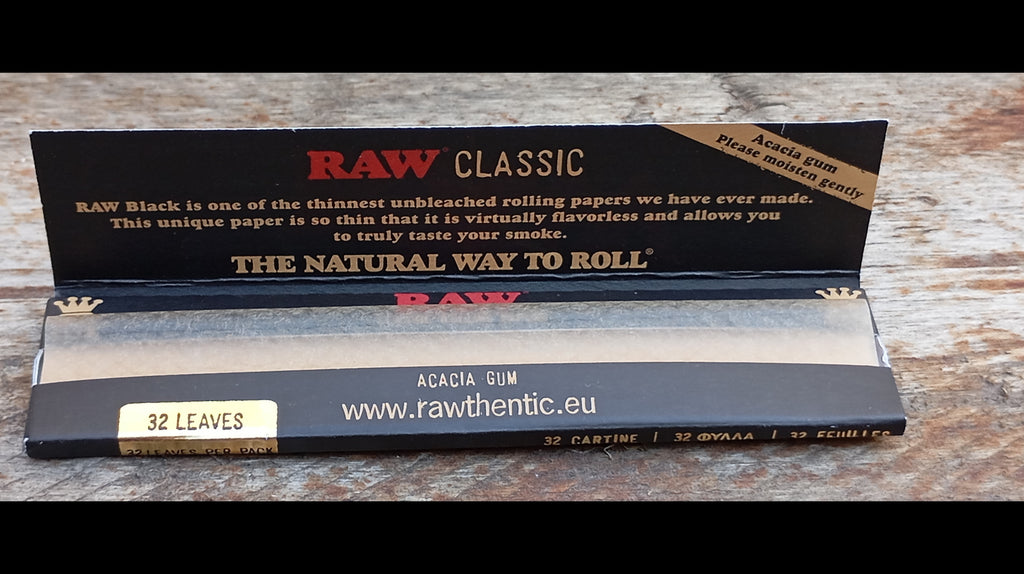 RAW® CLASSIC
Acacia gum
Please moisten gently
RAW Black is one of the thinnest unbleached rolling papers we have ever made.
This unique paper is so thin that it is virtually flavorless and allows you
to truly taste your smoke.
THE NATURAL WAY TO ROLL®
RAW
ACACIA GUM
www.rawthentic.eu
32 LEAVES
32 LEAVES PER PACK
32 CARTINE | 32 ΦΥΛΛΑ | 32 FEUILLES